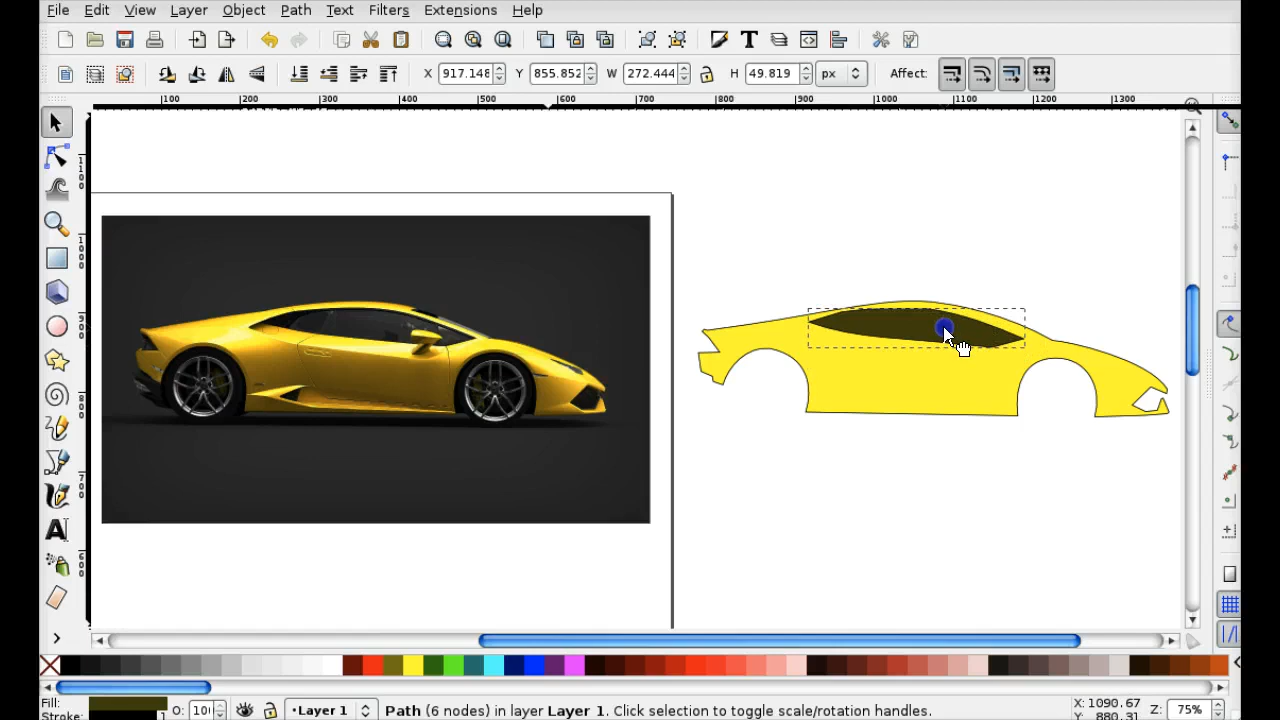 File Edit View Layer Object Path Text Filters Extensions Help
X 917.148 Y 855.852 W 272.444 H 49.819 px Affect:
100 200 300 400 500 600 700 800 900 1000 1100 1200 1300
Fill:
Stroke: 1
O: 10
•Layer 1
Path (6 nodes) in layer Layer 1. Click selection to toggle scale/rotation handles.
X: 1090.67
Y: 880.31
Z: 75%